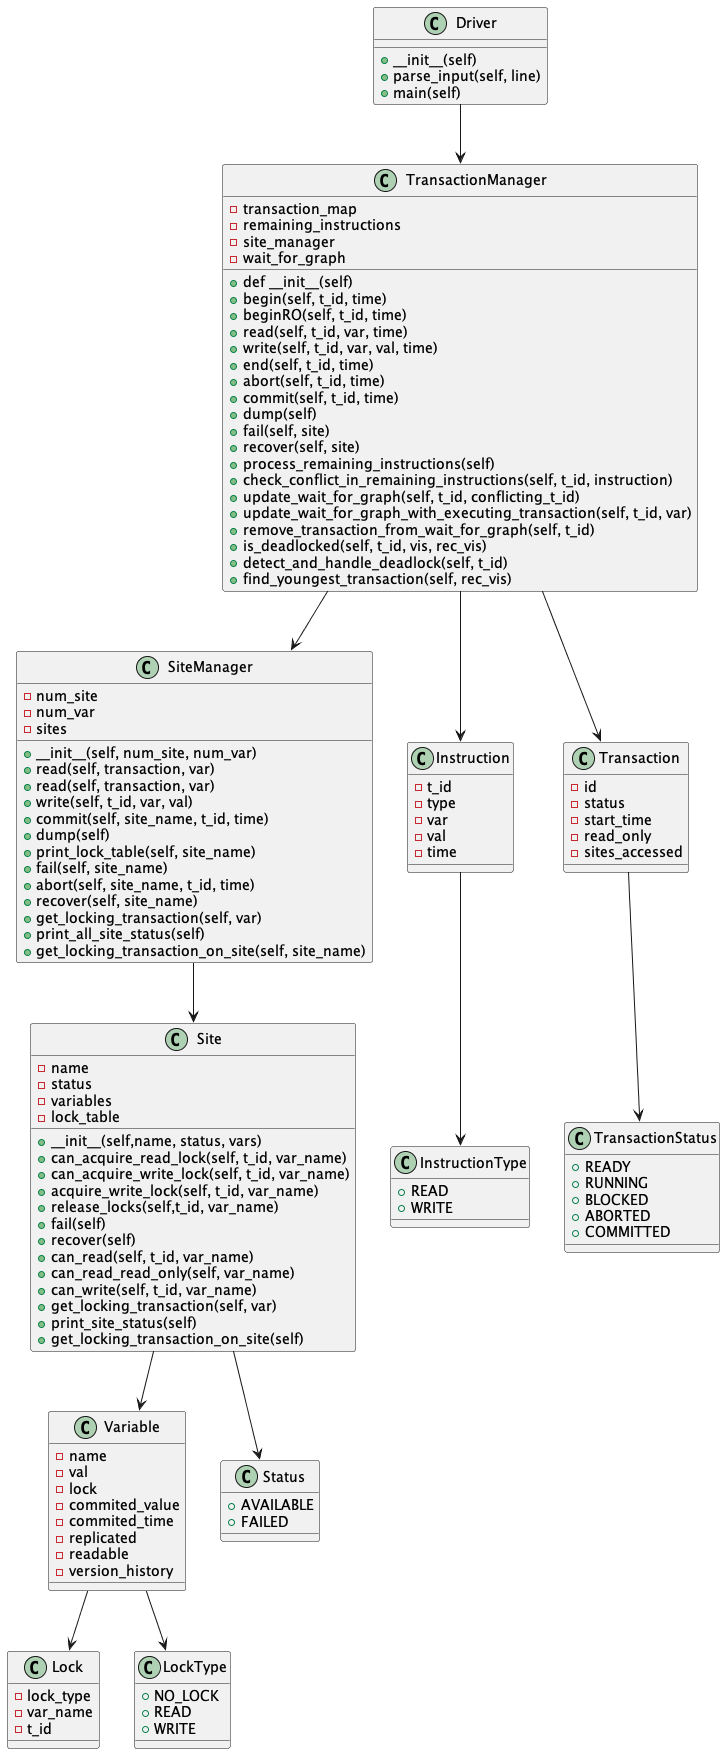 C Driver
__init__(self)
parse_input(self, line)
main(self)
C TransactionManager
transaction_map
remaining_instructions
site_manager
wait_for_graph
def __init__(self)
begin(self, t_id, time)
beginRO(self, t_id, time)
read(self, t_id, var, time)
write(self, t_id, var, val, time)
end(self, t_id, time)
abort(self, t_id, time)
commit(self, t_id, time)
dump(self)
fail(self, site)
recover(self, site)
process_remaining_instructions(self)
check_conflict_in_remaining_instructions(self, t_id, instruction)
update_wait_for_graph(self, t_id, conflicting_t_id)
update_wait_for_graph_with_executing_transaction(self, t_id, var)
remove_transaction_from_wait_for_graph(self, t_id)
is_deadlocked(self, t_id, vis, rec_vis)
detect_and_handle_deadlock(self, t_id)
find_youngest_transaction(self, rec_vis)
C SiteManager
num_site
num_var
sites
__init__(self, num_site, num_var)
read(self, transaction, var)
read(self, transaction, var)
write(self, t_id, var, val)
commit(self, site_name, t_id, time)
dump(self)
print_lock_table(self, site_name)
fail(self, site_name)
abort(self, site_name, t_id, time)
recover(self, site_name)
get_locking_transaction(self, var)
print_all_site_status(self)
get_locking_transaction_on_site(self, site_name)
C Instruction
t_id
type
var
val
time
C Transaction
id
status
start_time
read_only
sites_accessed
C Site
name
status
variables
lock_table
__init__(self,name, status, vars)
can_acquire_read_lock(self, t_id, var_name)
can_acquire_write_lock(self, t_id, var_name)
acquire_write_lock(self, t_id, var_name)
release_locks(self,t_id, var_name)
fail(self)
recover(self)
can_read(self, t_id, var_name)
can_read_read_only(self, var_name)
can_write(self, t_id, var_name)
get_locking_transaction(self, var)
print_site_status(self)
get_locking_transaction_on_site(self)
C InstructionType
READ
WRITE
C TransactionStatus
READY
RUNNING
BLOCKED
ABORTED
COMMITTED
C Variable
name
val
lock
commited_value
commited_time
replicated
readable
version_history
C Status
AVAILABLE
FAILED
C Lock
lock_type
var_name
t_id
C LockType
NO_LOCK
READ
WRITE